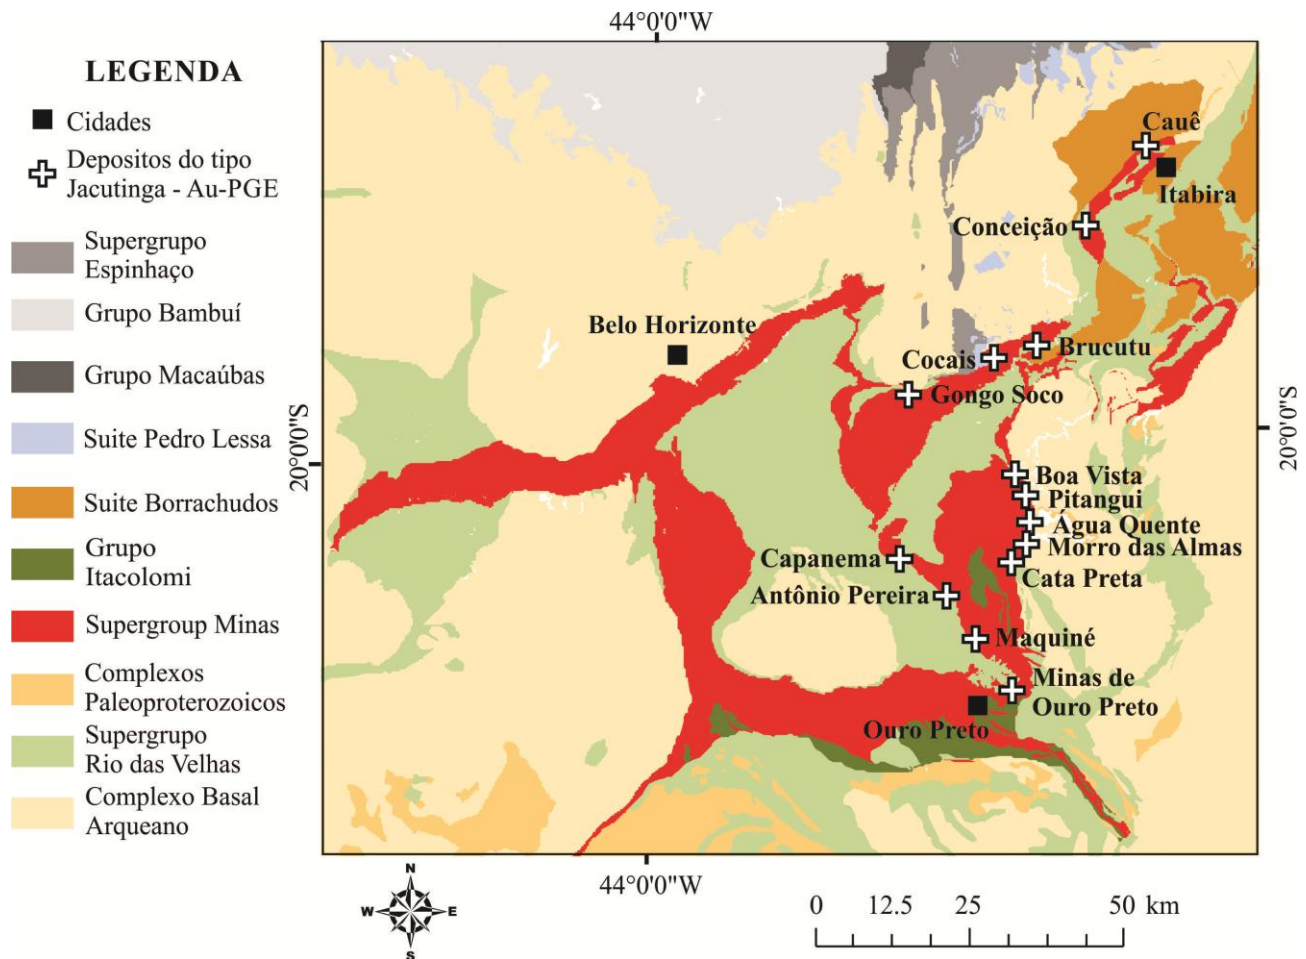 44°0'0"W
LEGENDA
Cidades
Depositos do tipo
Jacutinga - Au-PGE
Supergrupo
Espinhaço
Grupo Bambuí
Grupo Macaúbas
Suite Pedro Lessa
Suite Borrachudos
Grupo
Itacolomi
Supergroup Minas
Complexos
Paleoproterozoicos
Supergrupo
Rio das Velhas
Complexo Basal
Arqueano
Cauê
Itabira
Conceição
Belo Horizonte
Brucutu
Cocais
Gongo Soco
20°0'0"S
20°0'0"S
Boa Vista
Pitangui
Água Quente
Morro das Almas
Capanema
Cata Preta
Antônio Pereira
Maquiné
Minas de
Ouro Preto
Ouro Preto
44°0'0"W
N
W
E
S
0 12.5 25 50 km